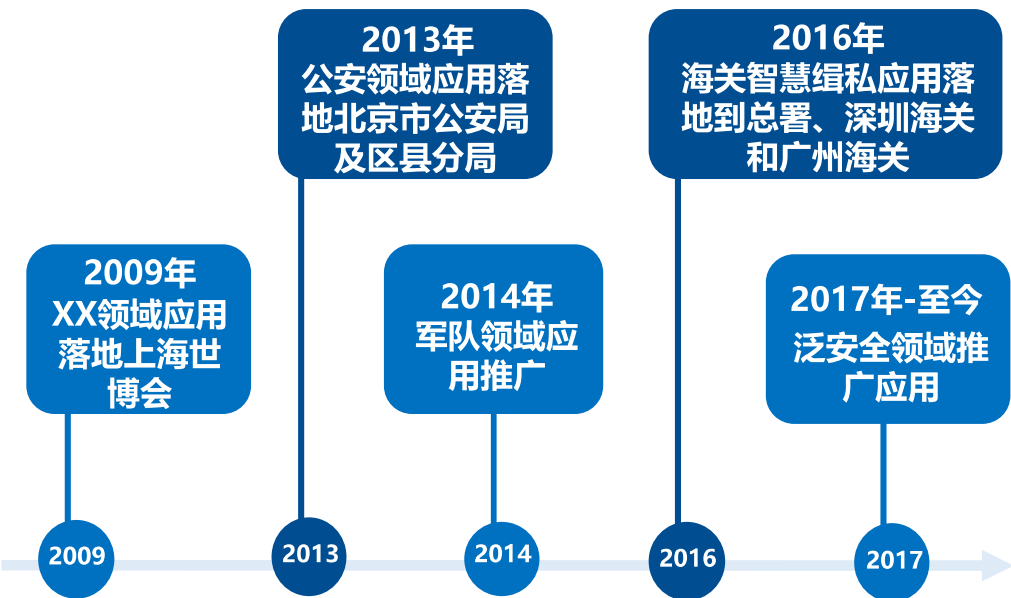 2013年
公安领域应用落
地北京市公安局
及区县分局
2016年
海关智慧缉私应用落
地到总署、深圳海关
和广州海关
2009年
XX领域应用
落地上海世
博会
2014年
军队领域应
用推广
2017年-至今
泛安全领域推
广应用
2009
2013
2014
2016
2017